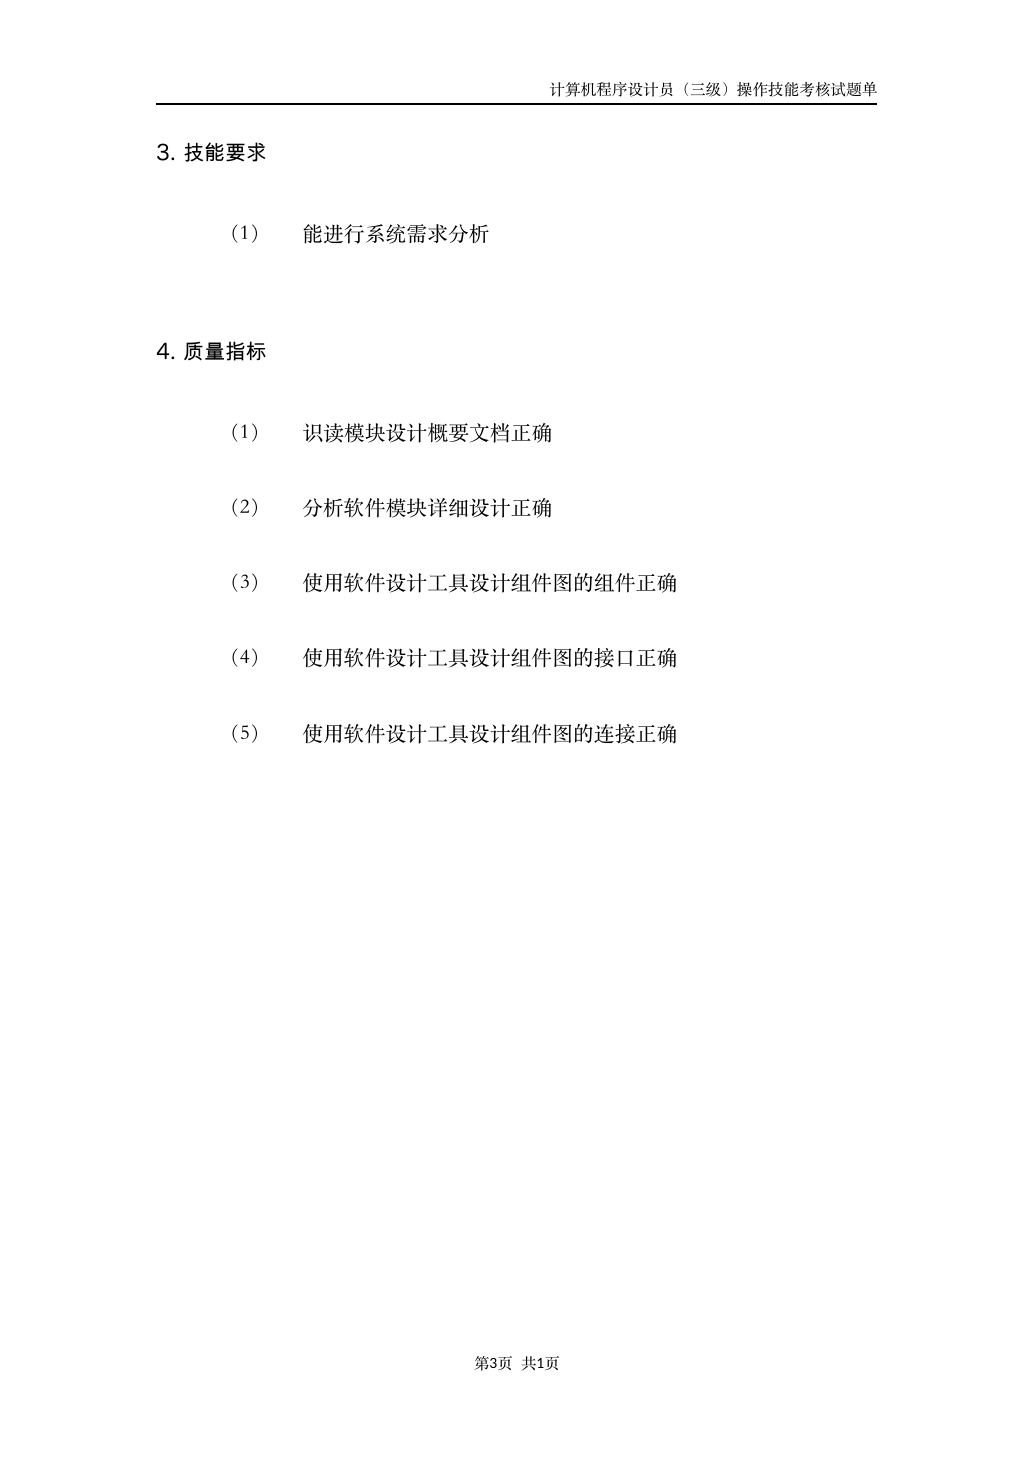 计算机程序设计员（三级）操作技能考核试题单
3. 技能要求
（1） 能进行系统需求分析
4. 质量指标
（1） 识读模块设计概要文档正确
（2） 分析软件模块详细设计正确
（3） 使用软件设计工具设计组件图的组件正确
（4） 使用软件设计工具设计组件图的接口正确
（5） 使用软件设计工具设计组件图的连接正确
第3页 共1页